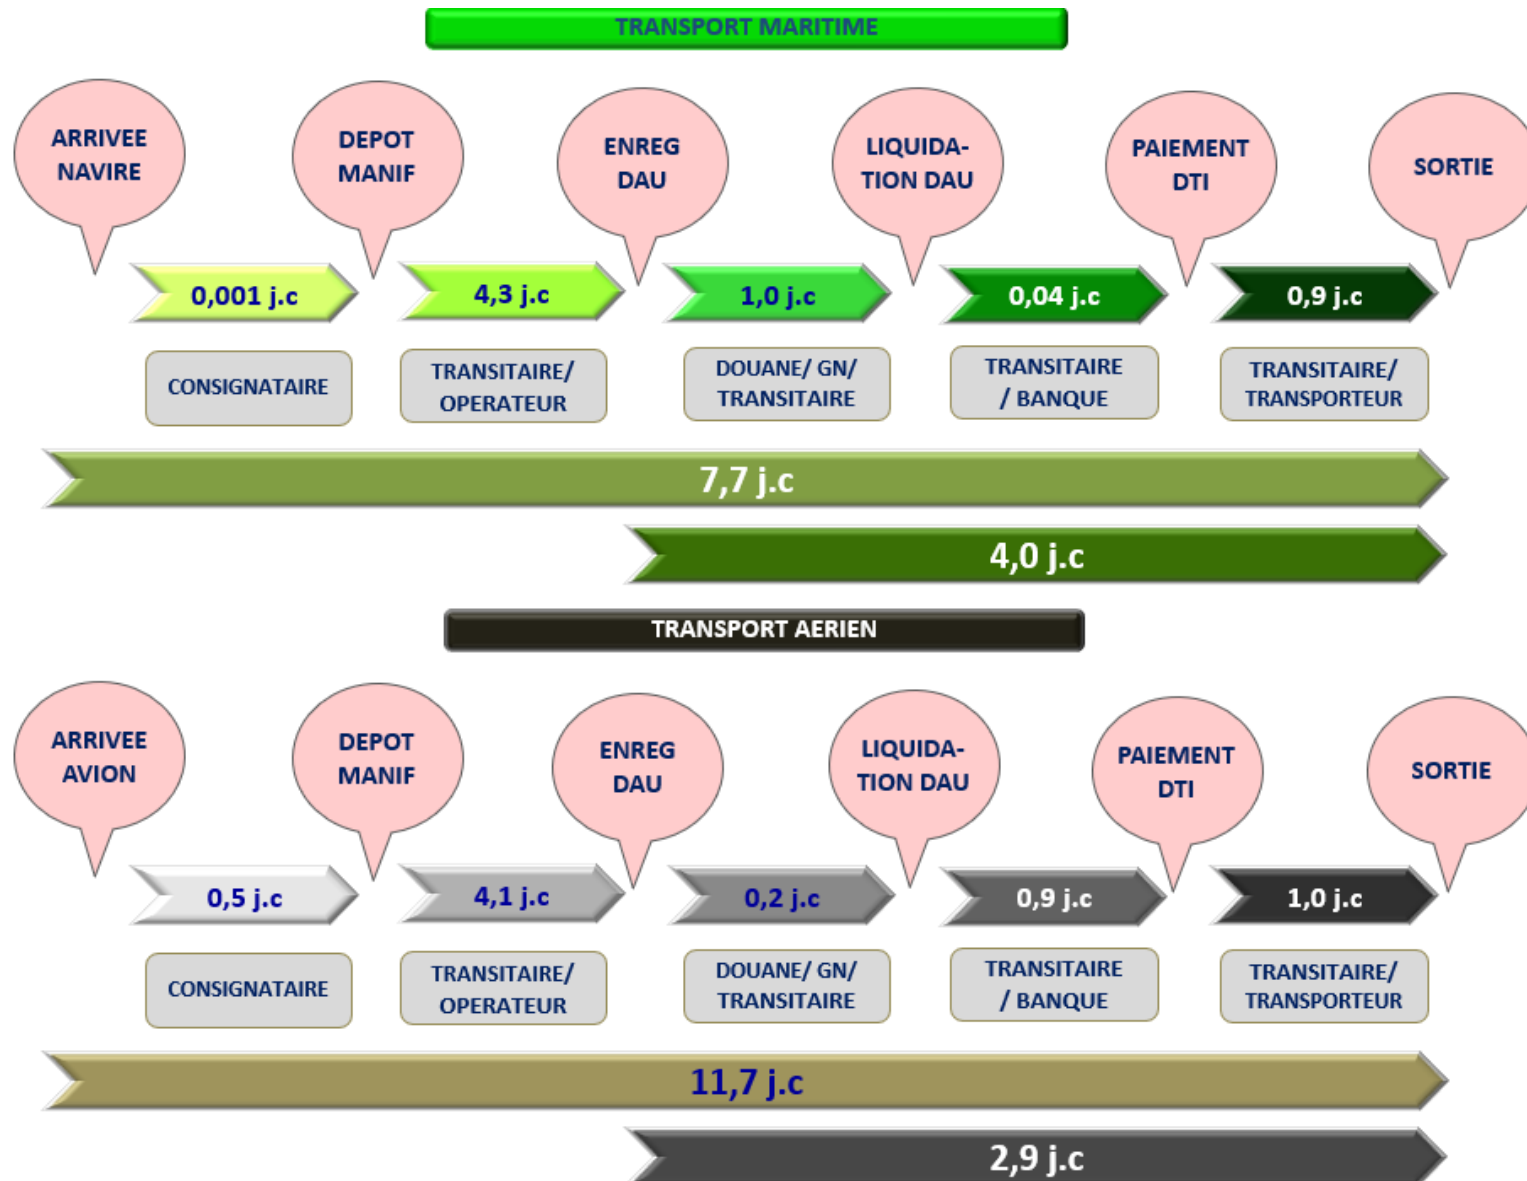 TRANSPORT MARITIME
ARRIVEE
NAVIRE
DEPOT
MANIF
ENREG
DAU
LIQUIDA-
TION DAU
PAIEMENT
DTI
SORTIE
0,001 j.c
4,3 j.c
1,0 j.c
0,04 j.c
0,9 j.c
CONSIGNATAIRE
TRANSITAIRE/
OPERATEUR
DOUANE/ GN/
TRANSITAIRE
TRANSITAIRE
/ BANQUE
TRANSITAIRE/
TRANSPORTEUR
7,7 j.c
4,0 j.c
TRANSPORT AERIEN
ARRIVEE
AVION
DEPOT
MANIF
ENREG
DAU
LIQUIDA-
TION DAU
PAIEMENT
DTI
SORTIE
0,5 j.c
4,1 j.c
0,2 j.c
0,9 j.c
1,0 j.c
CONSIGNATAIRE
TRANSITAIRE/
OPERATEUR
DOUANE/ GN/
TRANSITAIRE
TRANSITAIRE
/ BANQUE
TRANSITAIRE/
TRANSPORTEUR
11,7 j.c
2,9 j.c